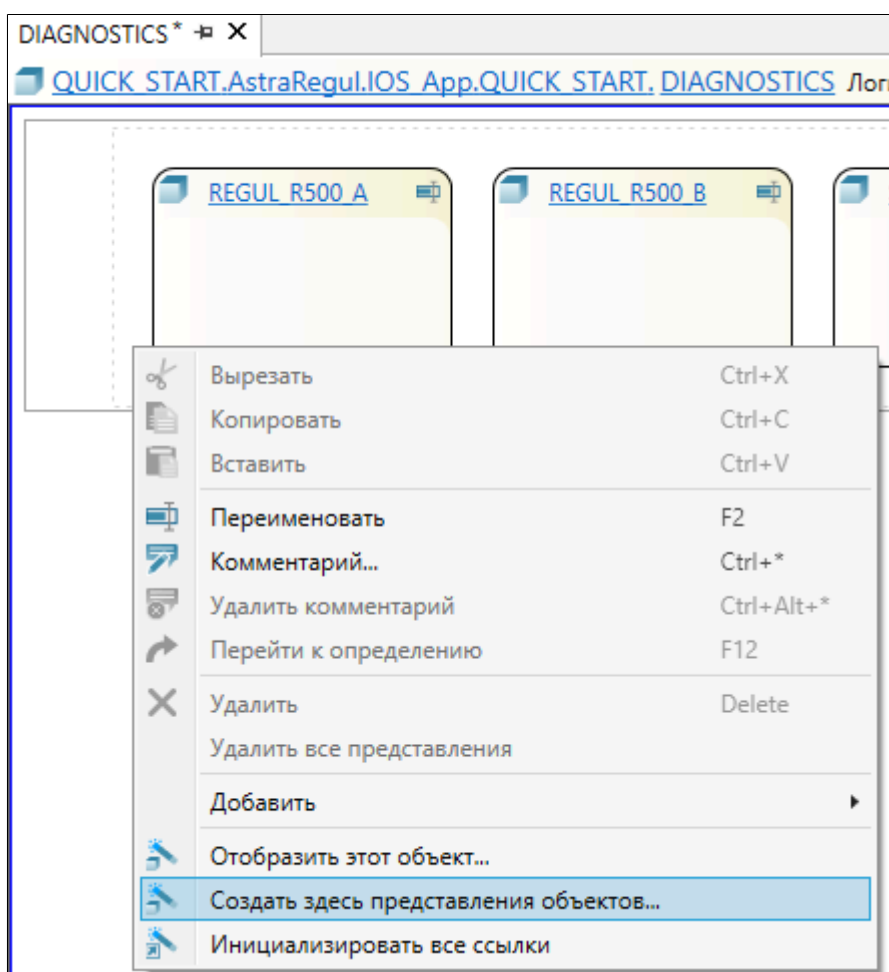 DIAGNOSTICS*
QUICK_START.AstraRegul.IOS_App.QUICK_START. DIAGNOSTICS
REGUL_R500_A REGUL_R500_B
Вырезать Ctrl+X
Копировать Ctrl+C
Вставить Ctrl+V
Переименовать F2
Комментарий... Ctrl+*
Удалить комментарий Ctrl+Alt+*
Перейти к определению F12
Удалить Delete
Удалить все представления
Добавить
Отобразить этот объект...
Создать здесь представления объектов...
Инициализировать все ссылки